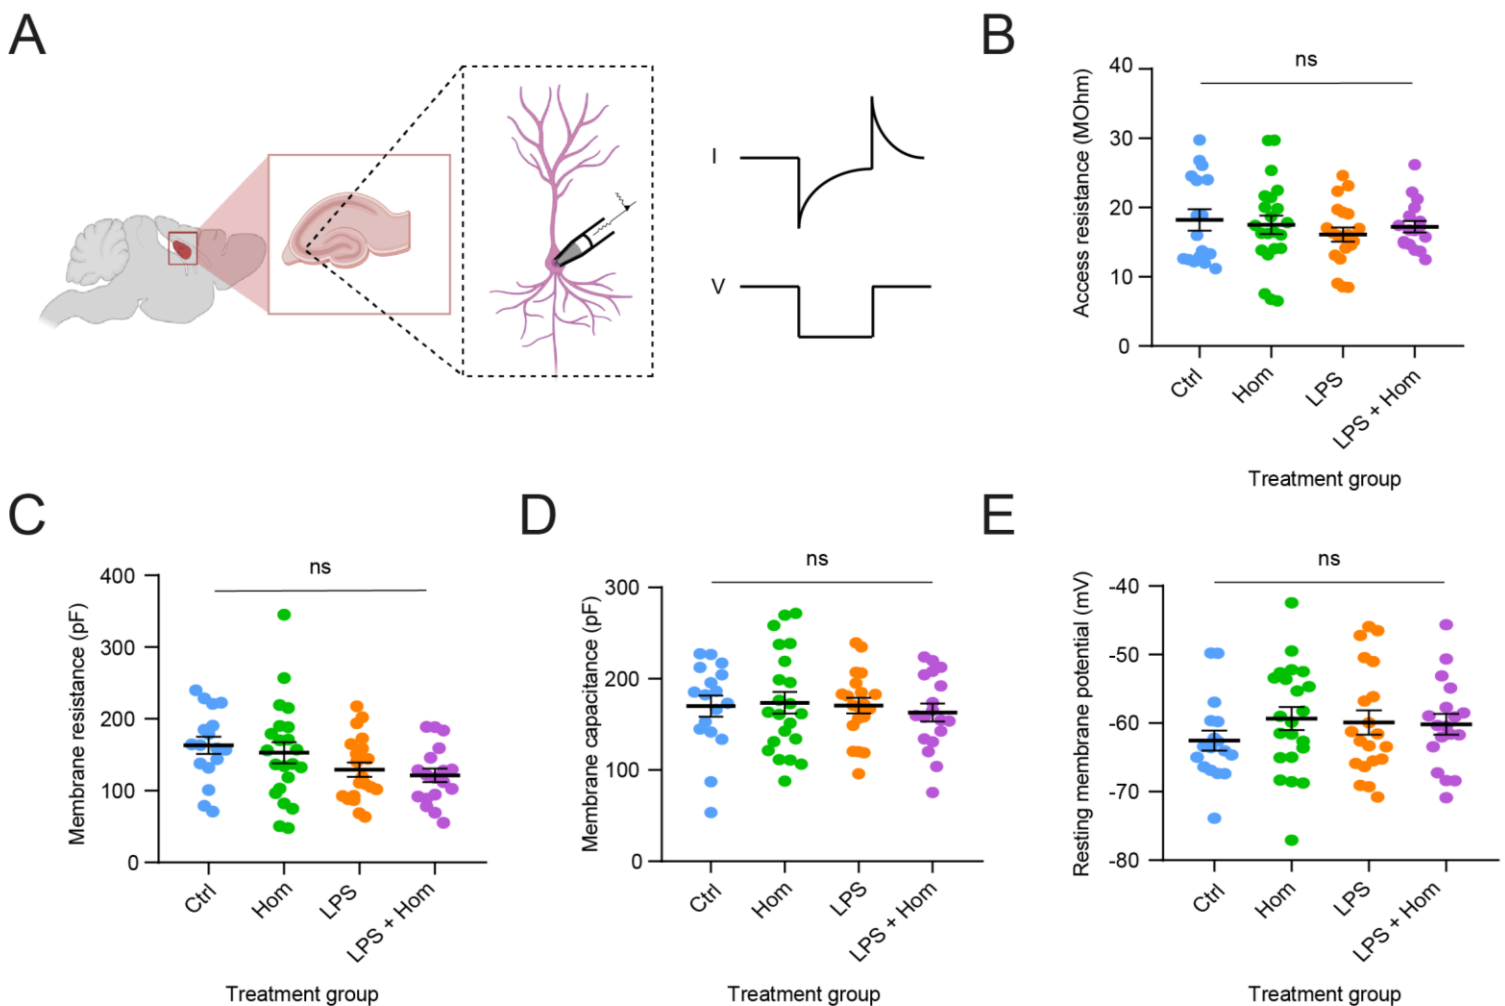 A
I
V
B
ns
Access resistance (MOhm)
40
30
20
10
0
Ctrl
Hom
LPS
LPS + Hom
Treatment group
C
ns
Membrane resistance (pF)
400
300
200
100
0
Ctrl
Hom
LPS
LPS + Hom
Treatment group
D
ns
Membrane capacitance (pF)
300
200
100
0
Ctrl
Hom
LPS
LPS + Hom
Treatment group
E
ns
Resting membrane potential (mV)
-40
-50
-60
-70
-80
Ctrl
Hom
LPS
LPS + Hom
Treatment group